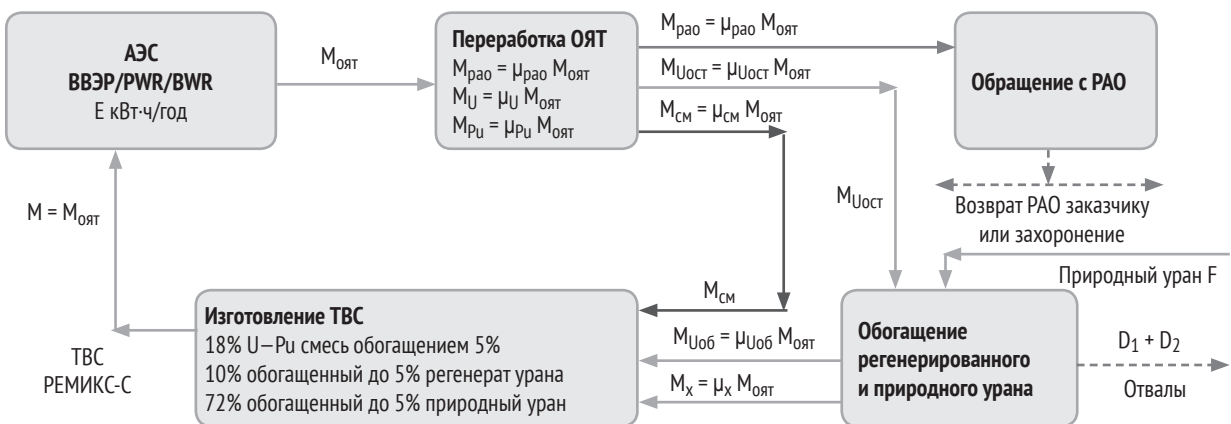 АЭС
ВВЭР/PWR/BWR
Е кВт·ч/год
Mоят
Переработка ОЯТ
Mрао = μрао Mоят
MU = μU Mоят
MPu = μPu Mоят
Mрао = μрао Mоят
MUост = μUост Mоят
Mсм = μсм Mоят
Обращение с РАО
MUост
Возврат РАО заказчику
или захоронение
Природный уран F
M = Mоят
ТВС
РЕМИКС-С
Изготовление ТВС
18% U—Pu смесь обогащением 5%
10% обогащенный до 5% регенерат урана
72% обогащенный до 5% природный уран
Mсм
MUоб = μUоб Mоят
Mx = μx Mоят
Обогащение
регенерированного
и природного урана
D1 + D2
Отвалы